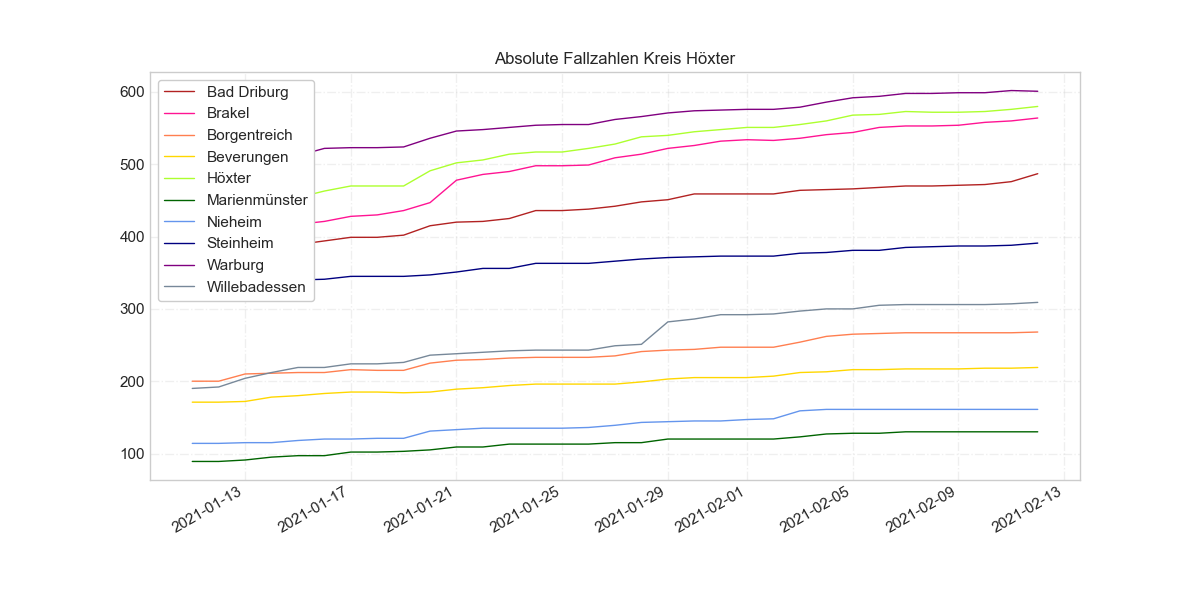 Absolute Fallzahlen Kreis Höxter
600
500
400
300
200
100
Bad Driburg
Brakel
Borgentreich
Beverungen
Höxter
Marienmünster
Nieheim
Steinheim
Warburg
Willebadessen
2021-01-13
2021-01-17
2021-01-21
2021-01-25
2021-01-29
2021-02-01
2021-02-05
2021-02-09
2021-02-13